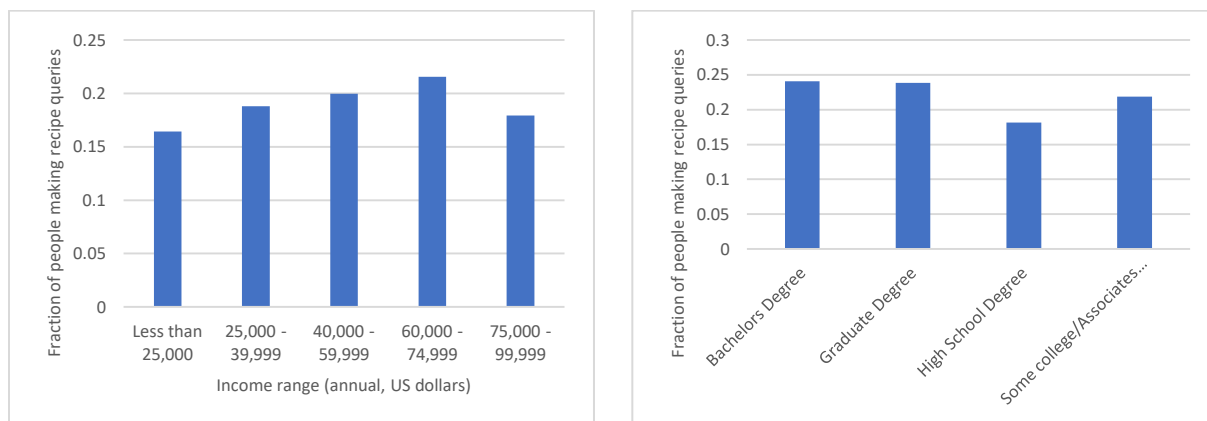 Fraction of people making recipe queries
0.25
0.2
0.15
0.1
0.05
0
Less than
25,000
25,000 -
39,999
40,000 -
59,999
60,000 -
74,999
75,000 -
99,999
Income range (annual, US dollars)
Fraction of people making recipe queries
0.3
0.25
0.2
0.15
0.1
0.05
0
Bachelors Degree
Graduate Degree
High School Degree
Some college/Associates...